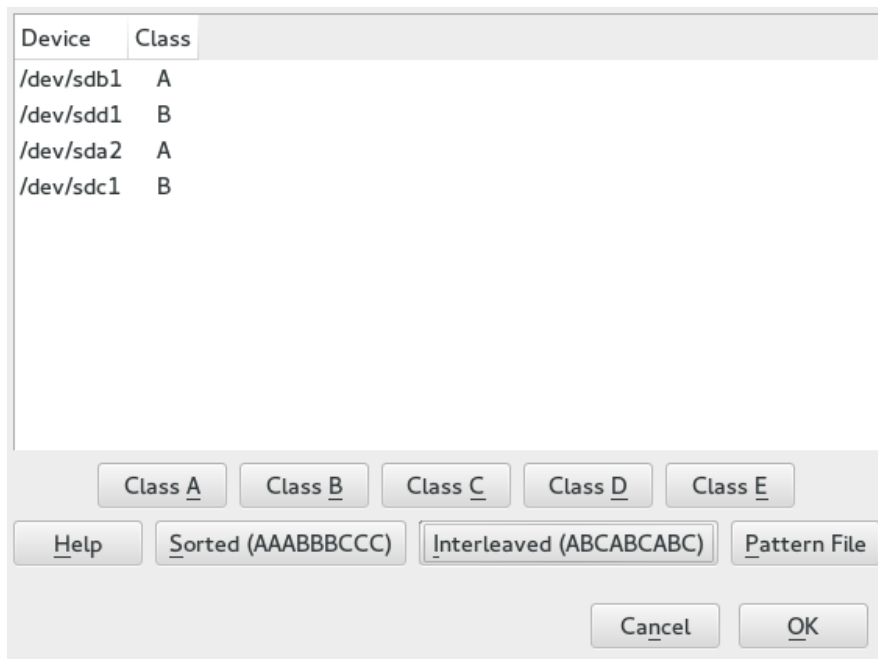 Device Class
/dev/sdb1 A
/dev/sdd1 B
/dev/sda2 A
/dev/sdc1 B
Class A Class B Class C Class D Class E
Help Sorted (AAABBBCCC) Interleaved (ABCABCABC) Pattern File
Cancel OK